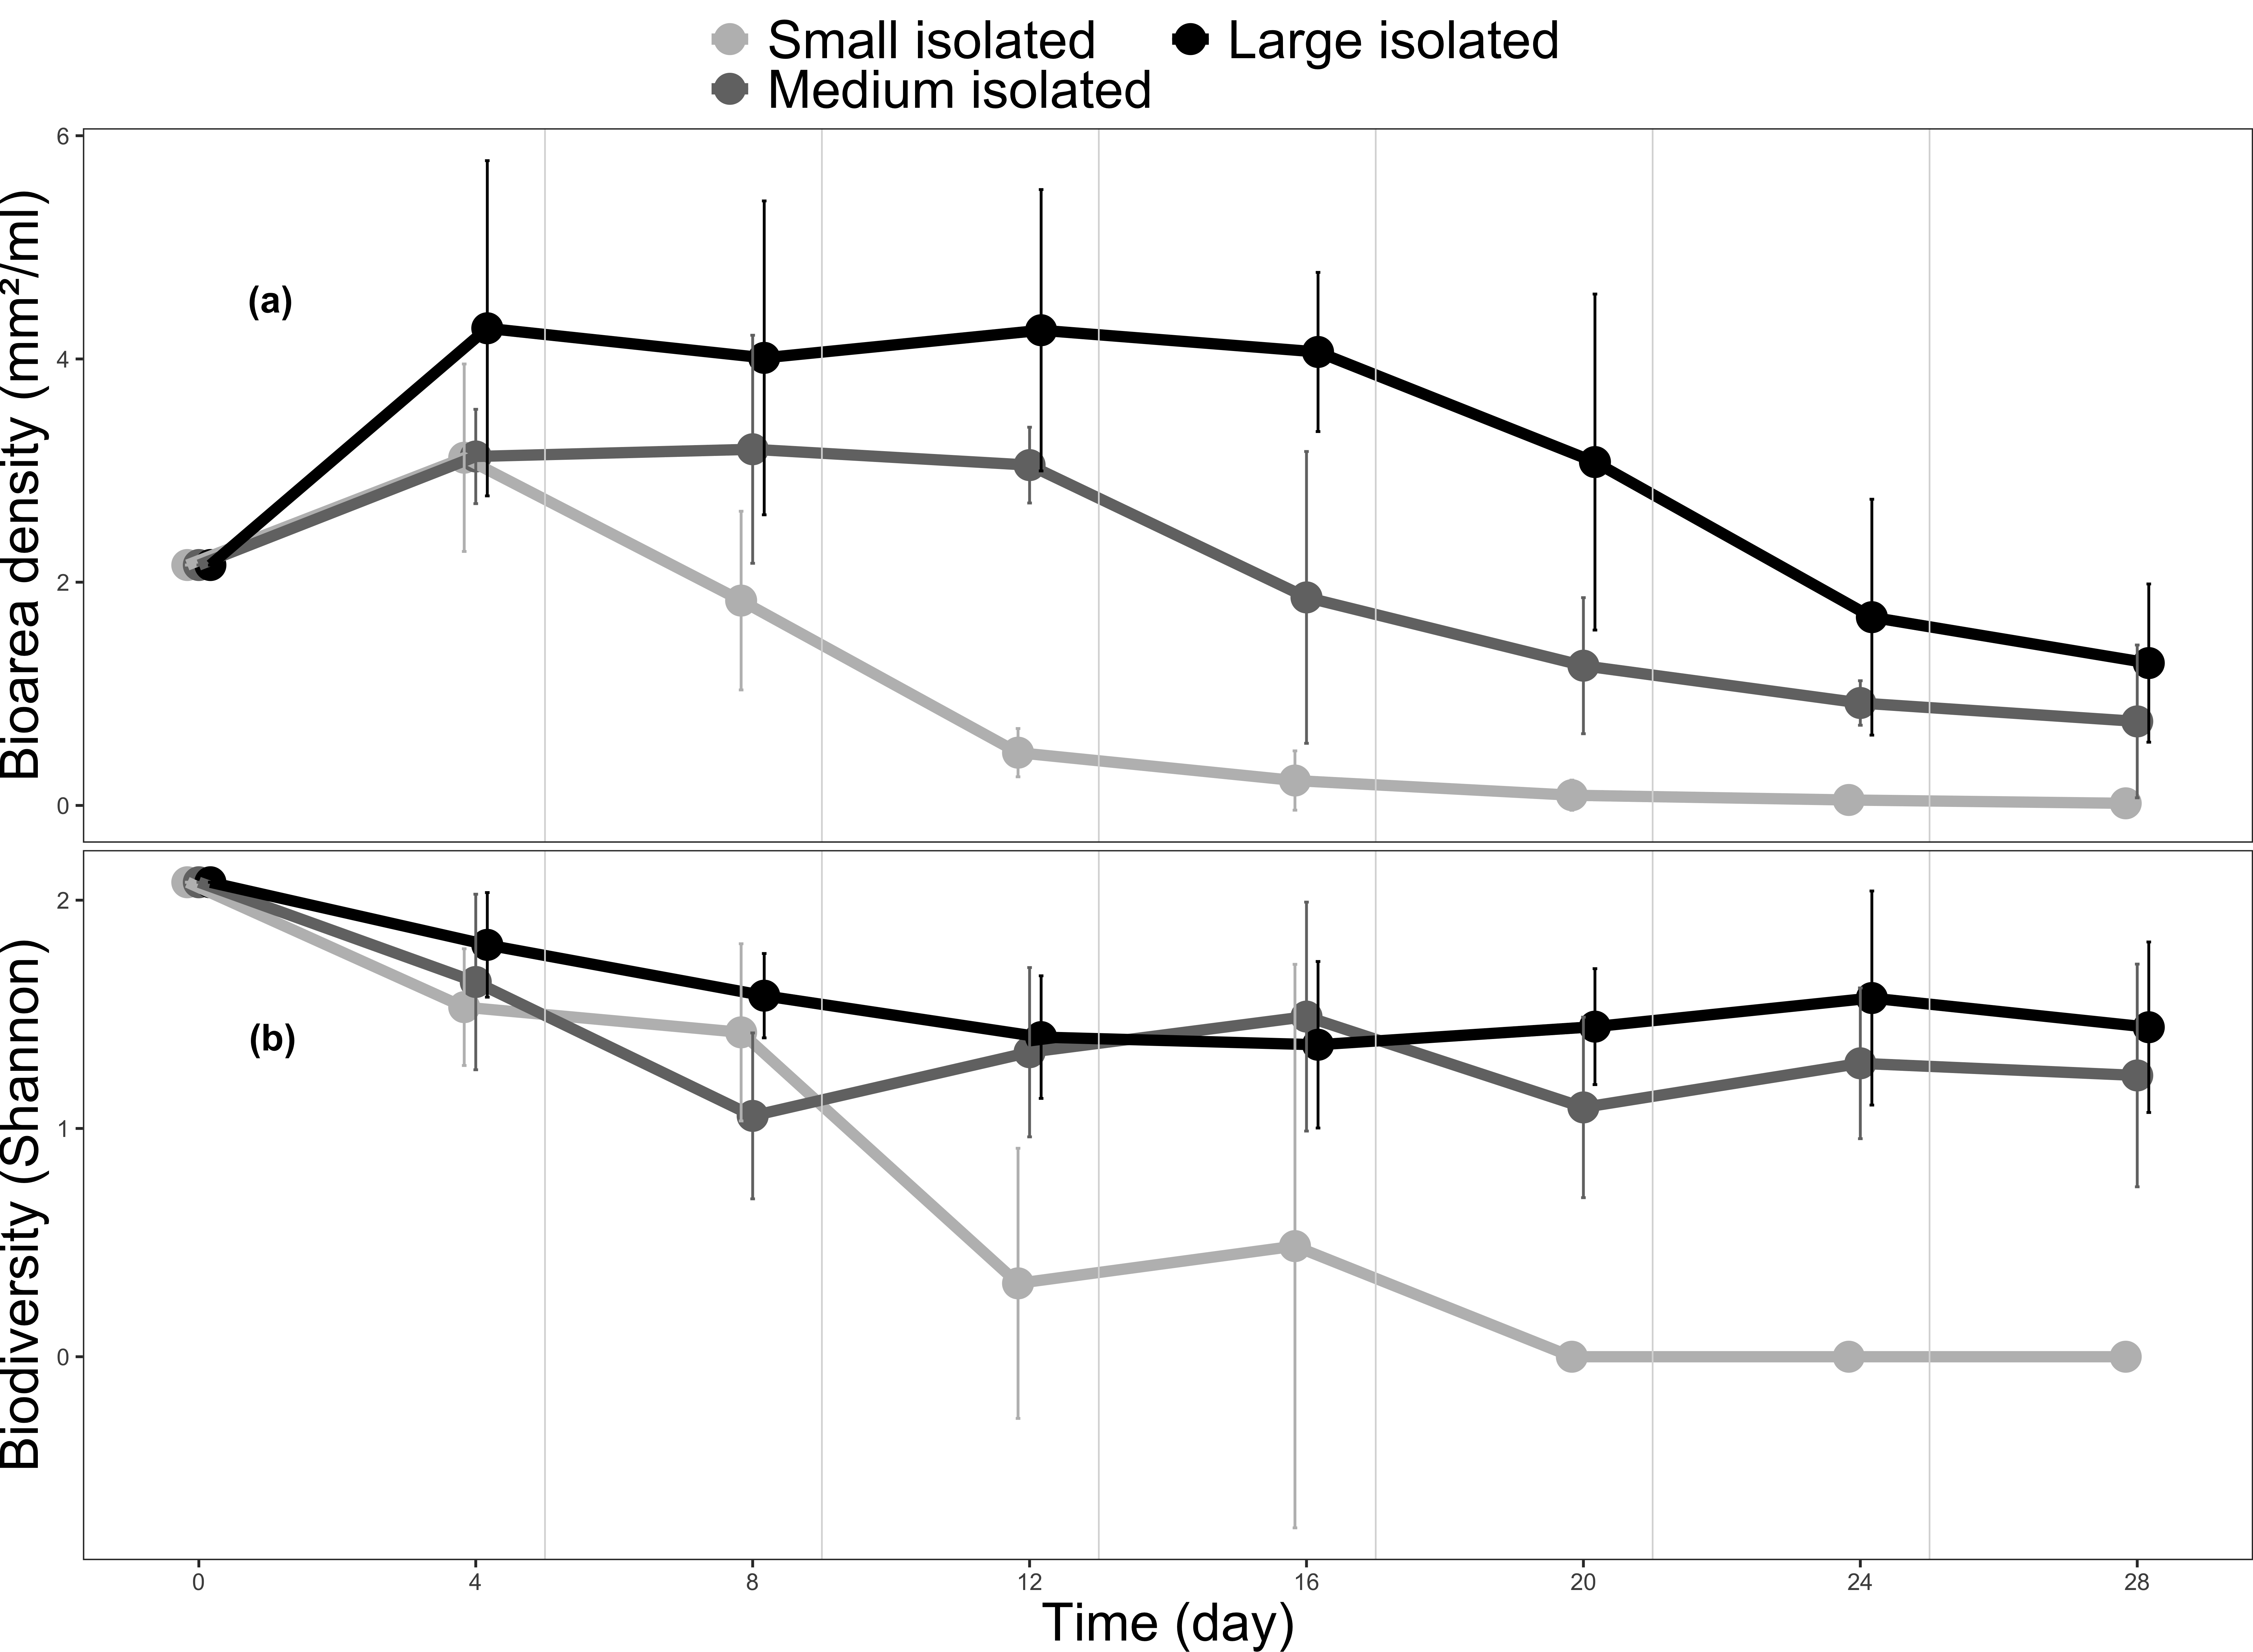 Small isolated
Large isolated
Medium isolated
Bioarea density (mm²/ml)
6
4
2
0
(a)
Biodiversity (Shannon)
2
1
0
(b)
0 4 8 12 16 20 24 28
Time (day)